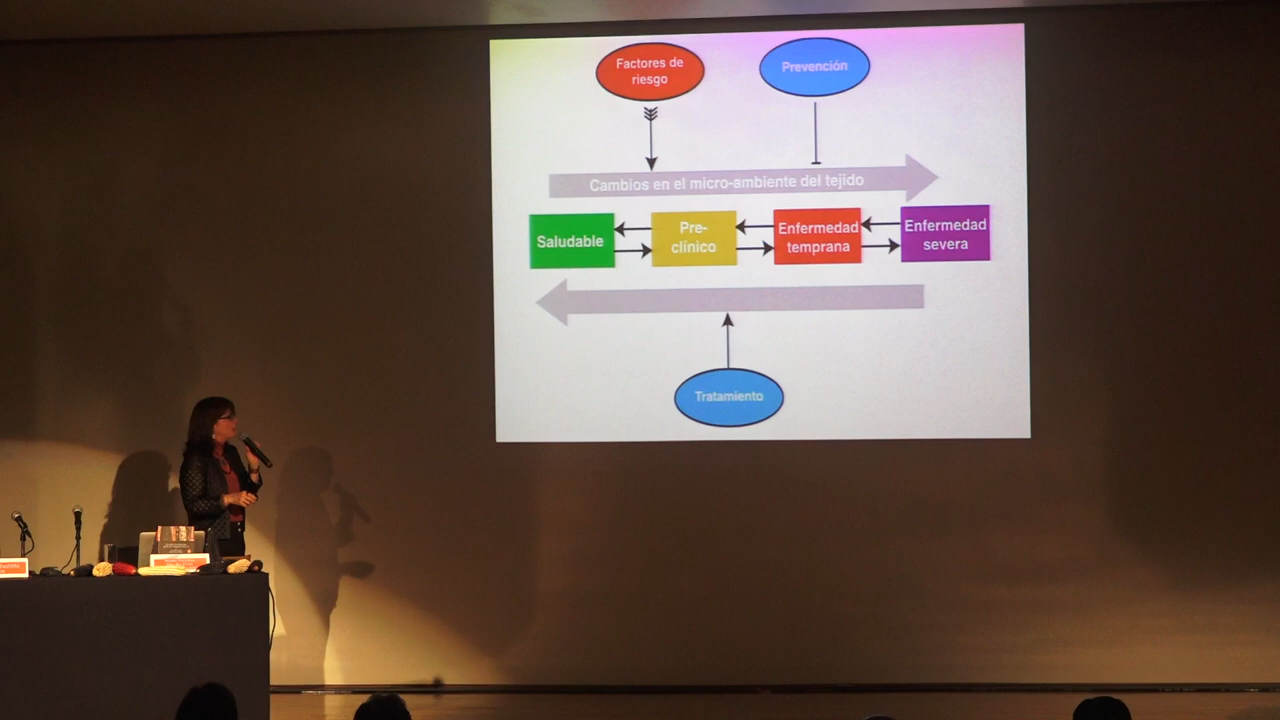 Factores de
riesgo
Prevención
Cambios en el micro-ambiente del tejido
Saludable
Pre-
clínico
Enfermedad
temprana
Enfermedad
severa
Tratamiento